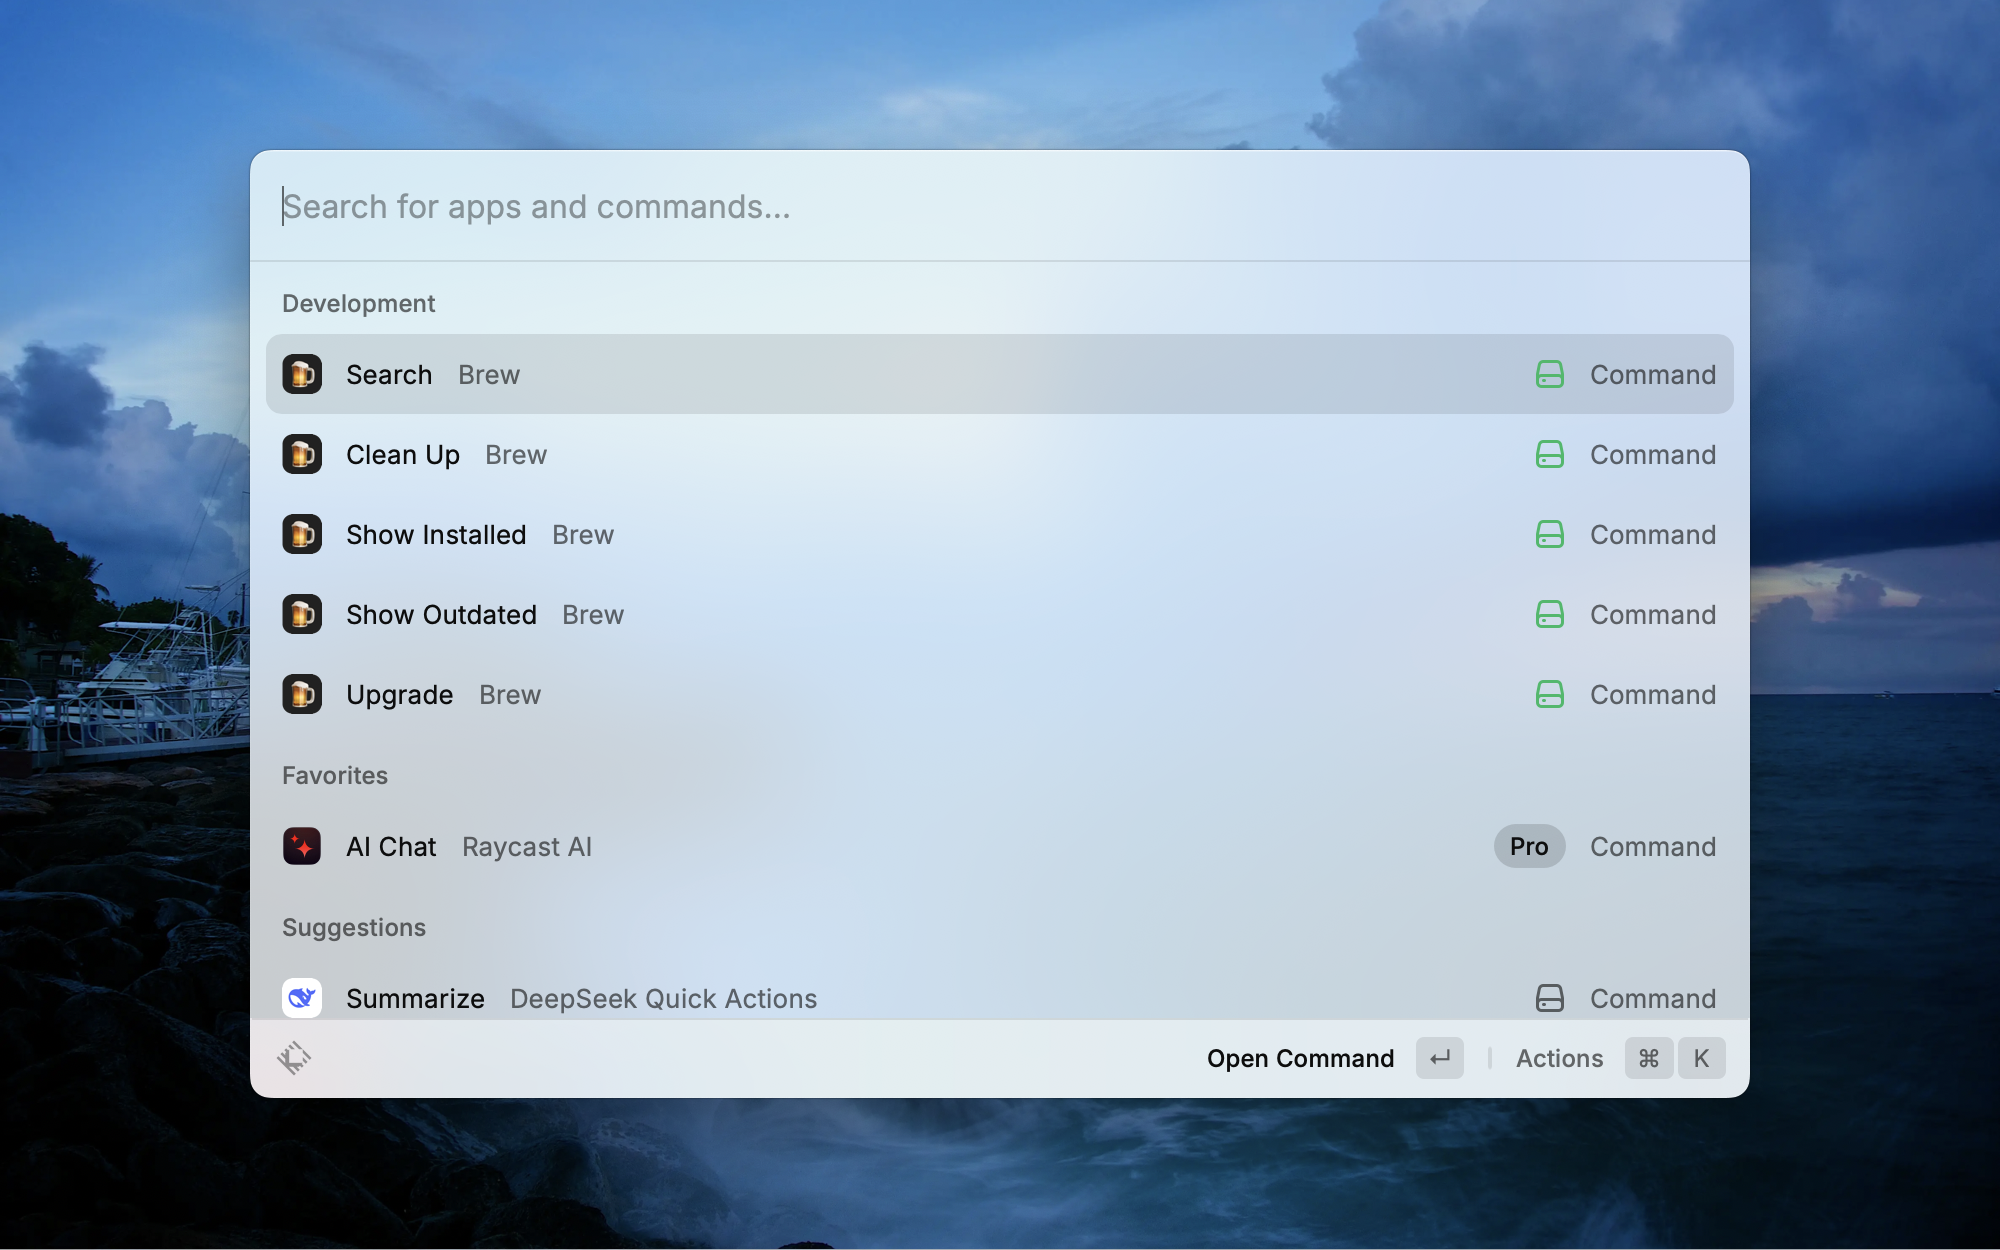 Search for apps and commands...
Development
Search Brew Command
Clean Up Brew Command
Show Installed Brew Command
Show Outdated Brew Command
Upgrade Brew Command
Favorites
AI Chat Raycast AI Pro Command
Suggestions
Summarize DeepSeek Quick Actions Command
Open Command ↵ Actions ⌘ K